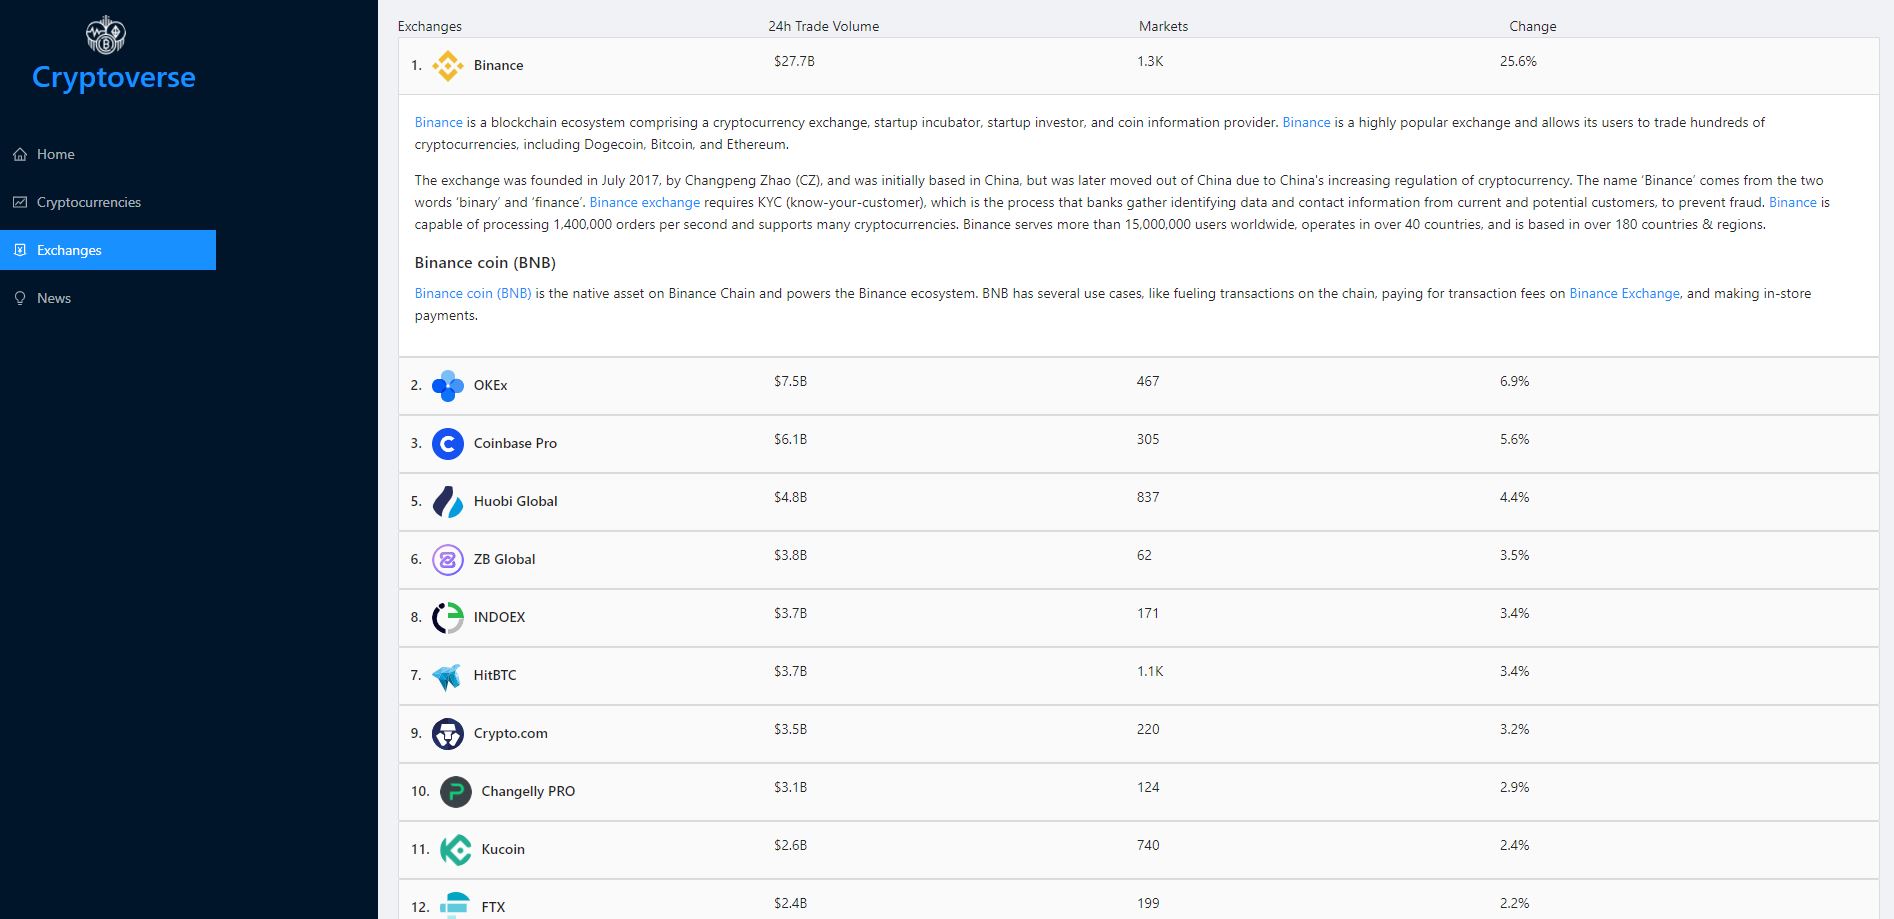 Cryptoverse
Home
Cryptocurrencies
Exchanges
News
Exchanges 24h Trade Volume Markets Change
1. Binance $27.7B 1.3K 25.6%
Binance is a blockchain ecosystem comprising a cryptocurrency exchange, startup incubator, startup investor, and coin information provider. Binance is a highly popular exchange and allows its users to trade hundreds of
cryptocurrencies, including Dogecoin, Bitcoin, and Ethereum.
The exchange was founded in July 2017, by Changpeng Zhao (CZ), and was initially based in China, but was later moved out of China due to China's increasing regulation of cryptocurrency. The name ‘Binance’ comes from the two
words ‘binary’ and ‘finance’. Binance exchange requires KYC (know-your-customer), which is the process that banks gather identifying data and contact information from current and potential customers, to prevent fraud. Binance is
capable of processing 1,400,000 orders per second and supports many cryptocurrencies. Binance serves more than 15,000,000 users worldwide, operates in over 40 countries, and is based in over 180 countries & regions.
Binance coin (BNB)
Binance coin (BNB) is the native asset on Binance Chain and powers the Binance ecosystem. BNB has several use cases, like fueling transactions on the chain, paying for transaction fees on Binance Exchange, and making in-store
payments.
2. OKEx $7.5B 467 6.9%
3. Coinbase Pro $6.1B 305 5.6%
5. Huobi Global $4.8B 837 4.4%
6. ZB Global $3.8B 62 3.5%
8. INDOEX $3.7B 171 3.4%
7. HitBTC $3.7B 1.1K 3.4%
9. Crypto.com $3.5B 220 3.2%
10. Changelly PRO $3.1B 124 2.9%
11. Kucoin $2.6B 740 2.4%
12. FTX $2.4B 199 2.2%